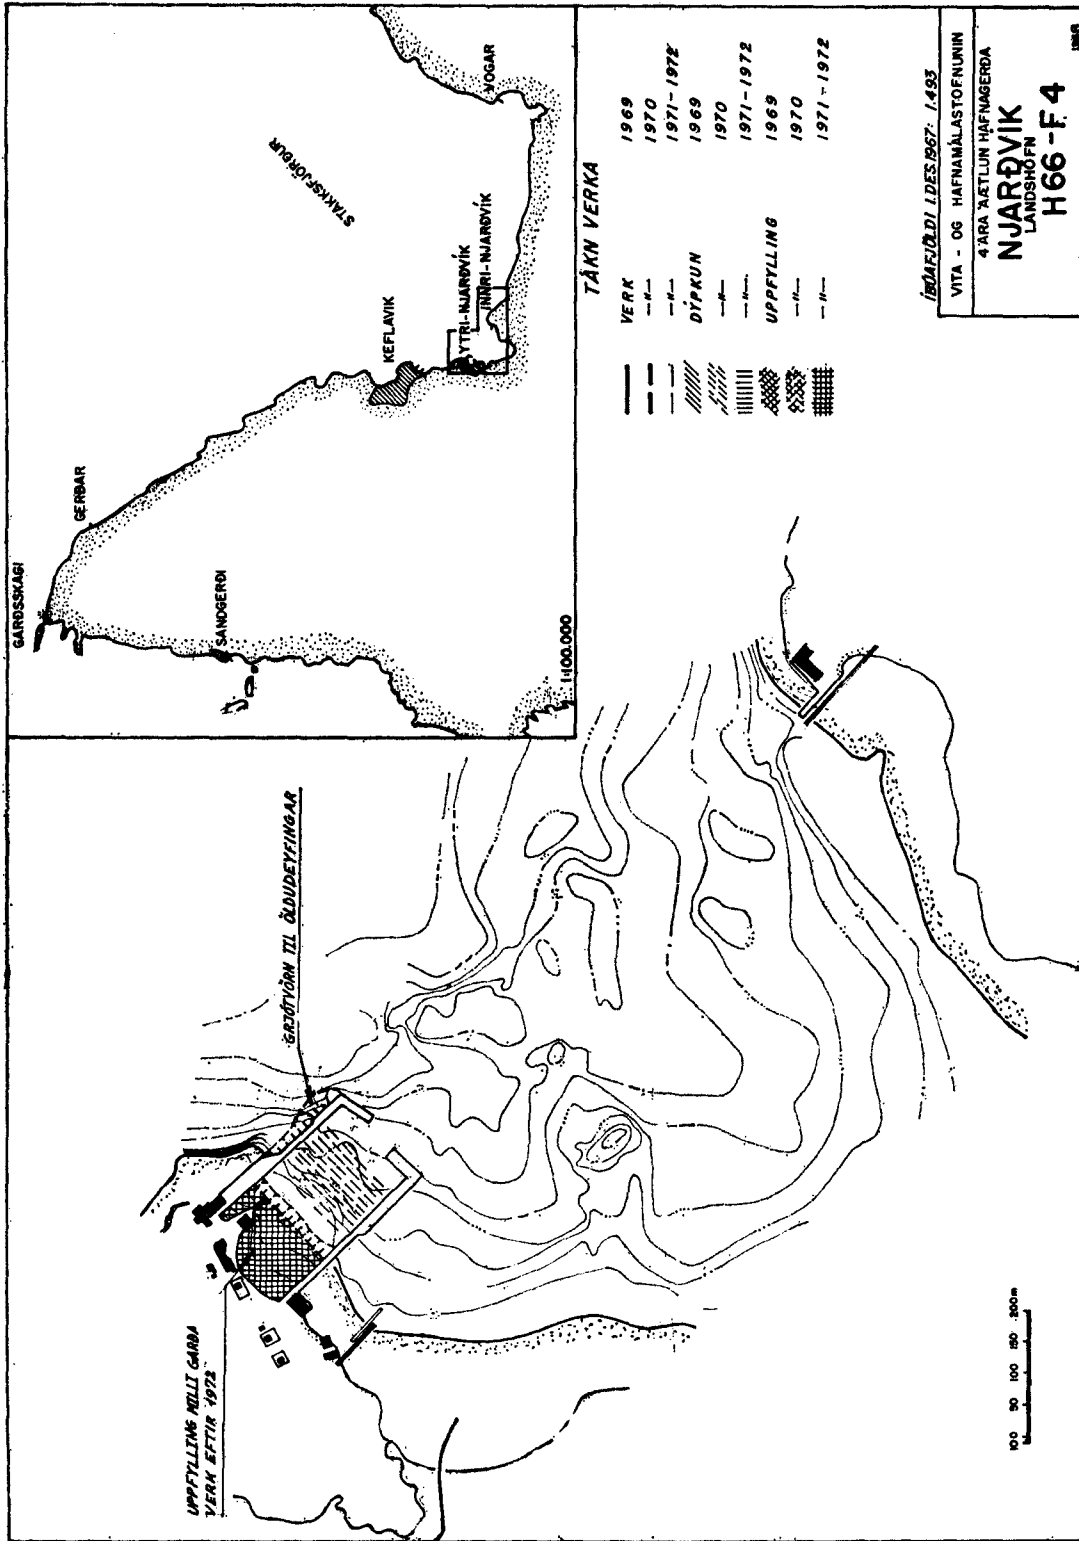 GARÐSSKAGI
GERÐAR
SANDGERÐI
KEFLAVIK
YTRI-NJARÐVÍK
INNRI-NJARÐVÍK
STAKKSFJÖRÐUR
VOGAR
1:100.000
TÁKN VERKA
VERK 1969
—"— 1970
—"— 1971-1972
DÝPKUN 1969
—"— 1970
—"— 1971-1972
UPPFYLLING 1969
—"— 1970
—"— 1971-1972
UPPFYLLING MILLI GARÐA
VERK EFTIR 1972
GRJÓTVÖRN TIL ÖLDUDEYFINGAR
100 50 100 150 200m
ÍBÚAFJÖLDI 1.DES.1967: 1.493
VITA - OG HAFNAMÁLASTOFNUNIN
4 ÁRA ÁÆTLUN HAFNAGERÐA
NJARÐVIK
LANDSHÖFN
H66-F4